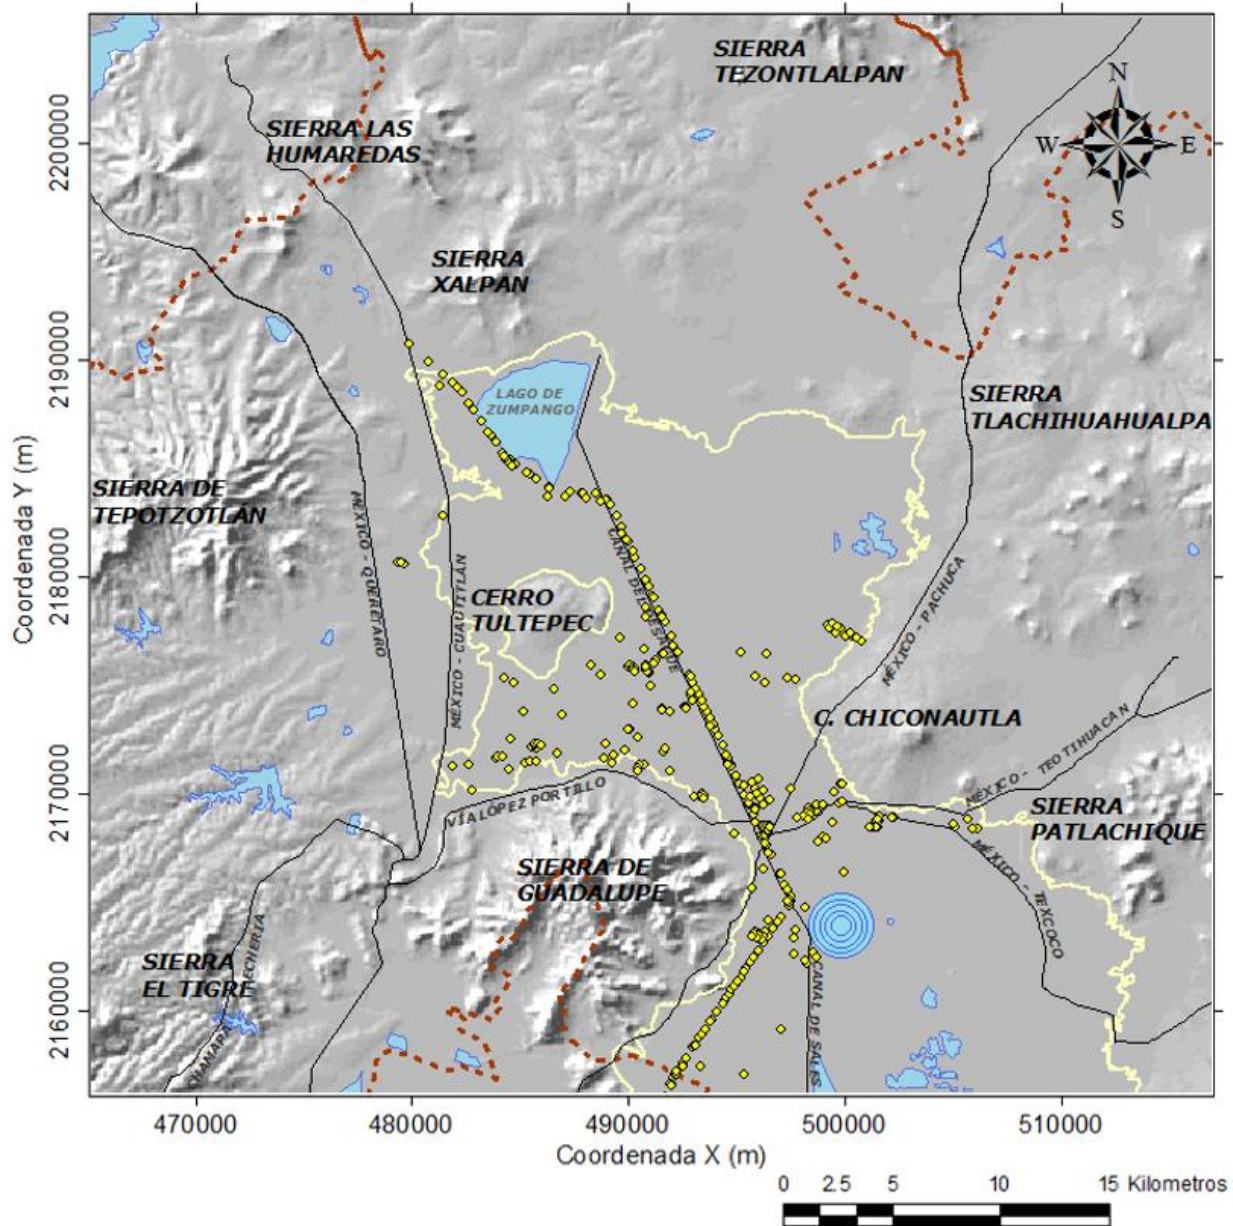 SIERRA
TEZONTLALPAN
N
W
E
S
SIERRA LAS
HUMAREDAS
SIERRA
XALPAN
LAGO DE
ZUMPANGO
SIERRA
TLACHIHUAHUALPA
SIERRA DE
TEPOTZOTLÁN
MÉXICO - QUERÉTARO
MÉXICO - CUAUTITLÁN
CANAL DEL DESAGÜE
CERRO
TULTEPEC
MÉXICO - PACHUCA
C. CHICONAUTLA
MÉXICO - TEOTIHUACAN
VÍA LÓPEZ PORTILLO
SIERRA
PATLACHIQUE
MÉXICO - TEXCOCO
SIERRA DE
GUADALUPE
SIERRA
EL TIGRE
CHAMAPA
LECHERIA
CANAL DE SALES
2200000
2190000
2180000
2170000
2160000
Coordenada Y (m)
470000
480000
490000
500000
510000
Coordenada X (m)
0
2.5
5
10
15 Kilometros